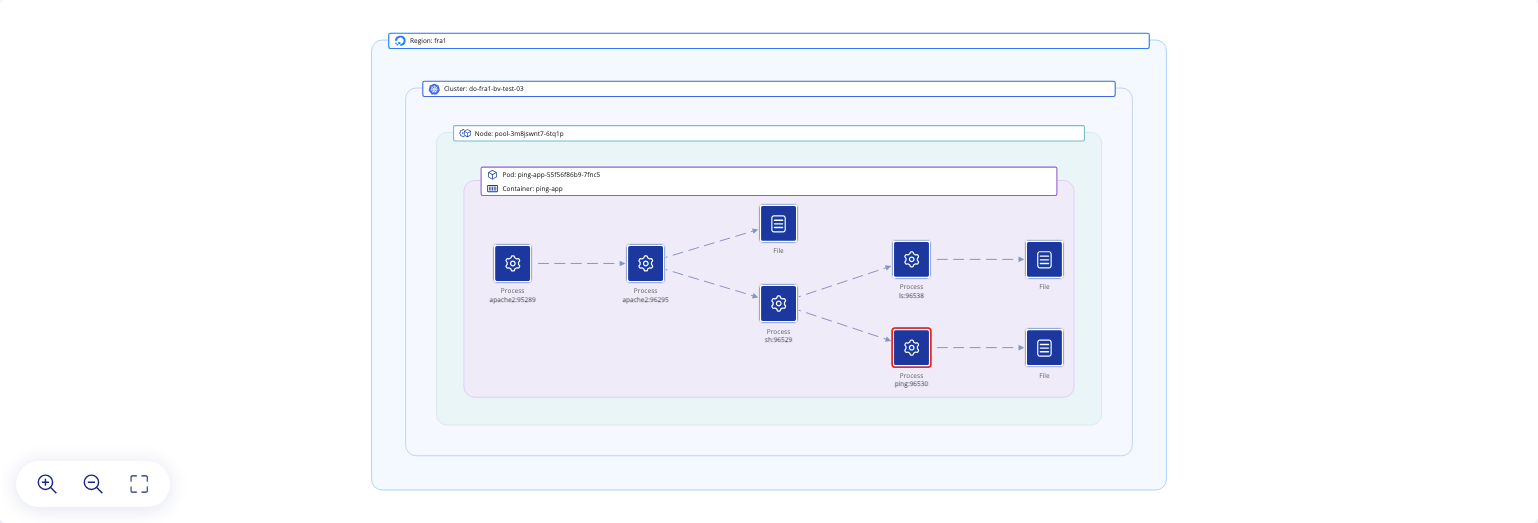 Region: fra1
Cluster: do-fra1-bv-test-03
Node: pool-3m8jswnt7-6tq1p
Pod: ping-app-55f56f86b9-7fnc5
Container: ping-app
File
Process
apache2:95289
Process
apache2:96295
Process
ls:96538
File
Process
sh:96529
Process
ping:96530
File